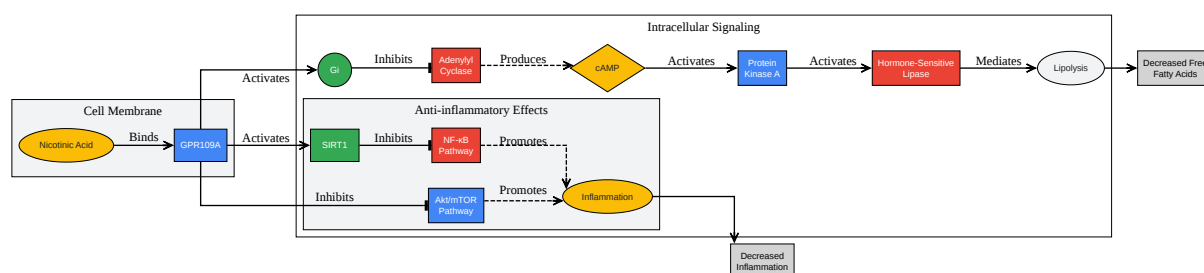 Intracellular Signaling
Gi
Inhibits
Adenylyl
Cyclase
Produces
cAMP
Activates
Protein
Kinase A
Activates
Hormone-Sensitive
Lipase
Mediates
Lipolysis
Decreased Free
Fatty Acids
Activates
Cell Membrane
Nicotinic Acid
Binds
GPR109A
Activates
Anti-inflammatory Effects
SIRT1
Inhibits
NF-κB
Pathway
Promotes
Inhibits
Akt/mTOR
Pathway
Promotes
Inflammation
Decreased
Inflammation